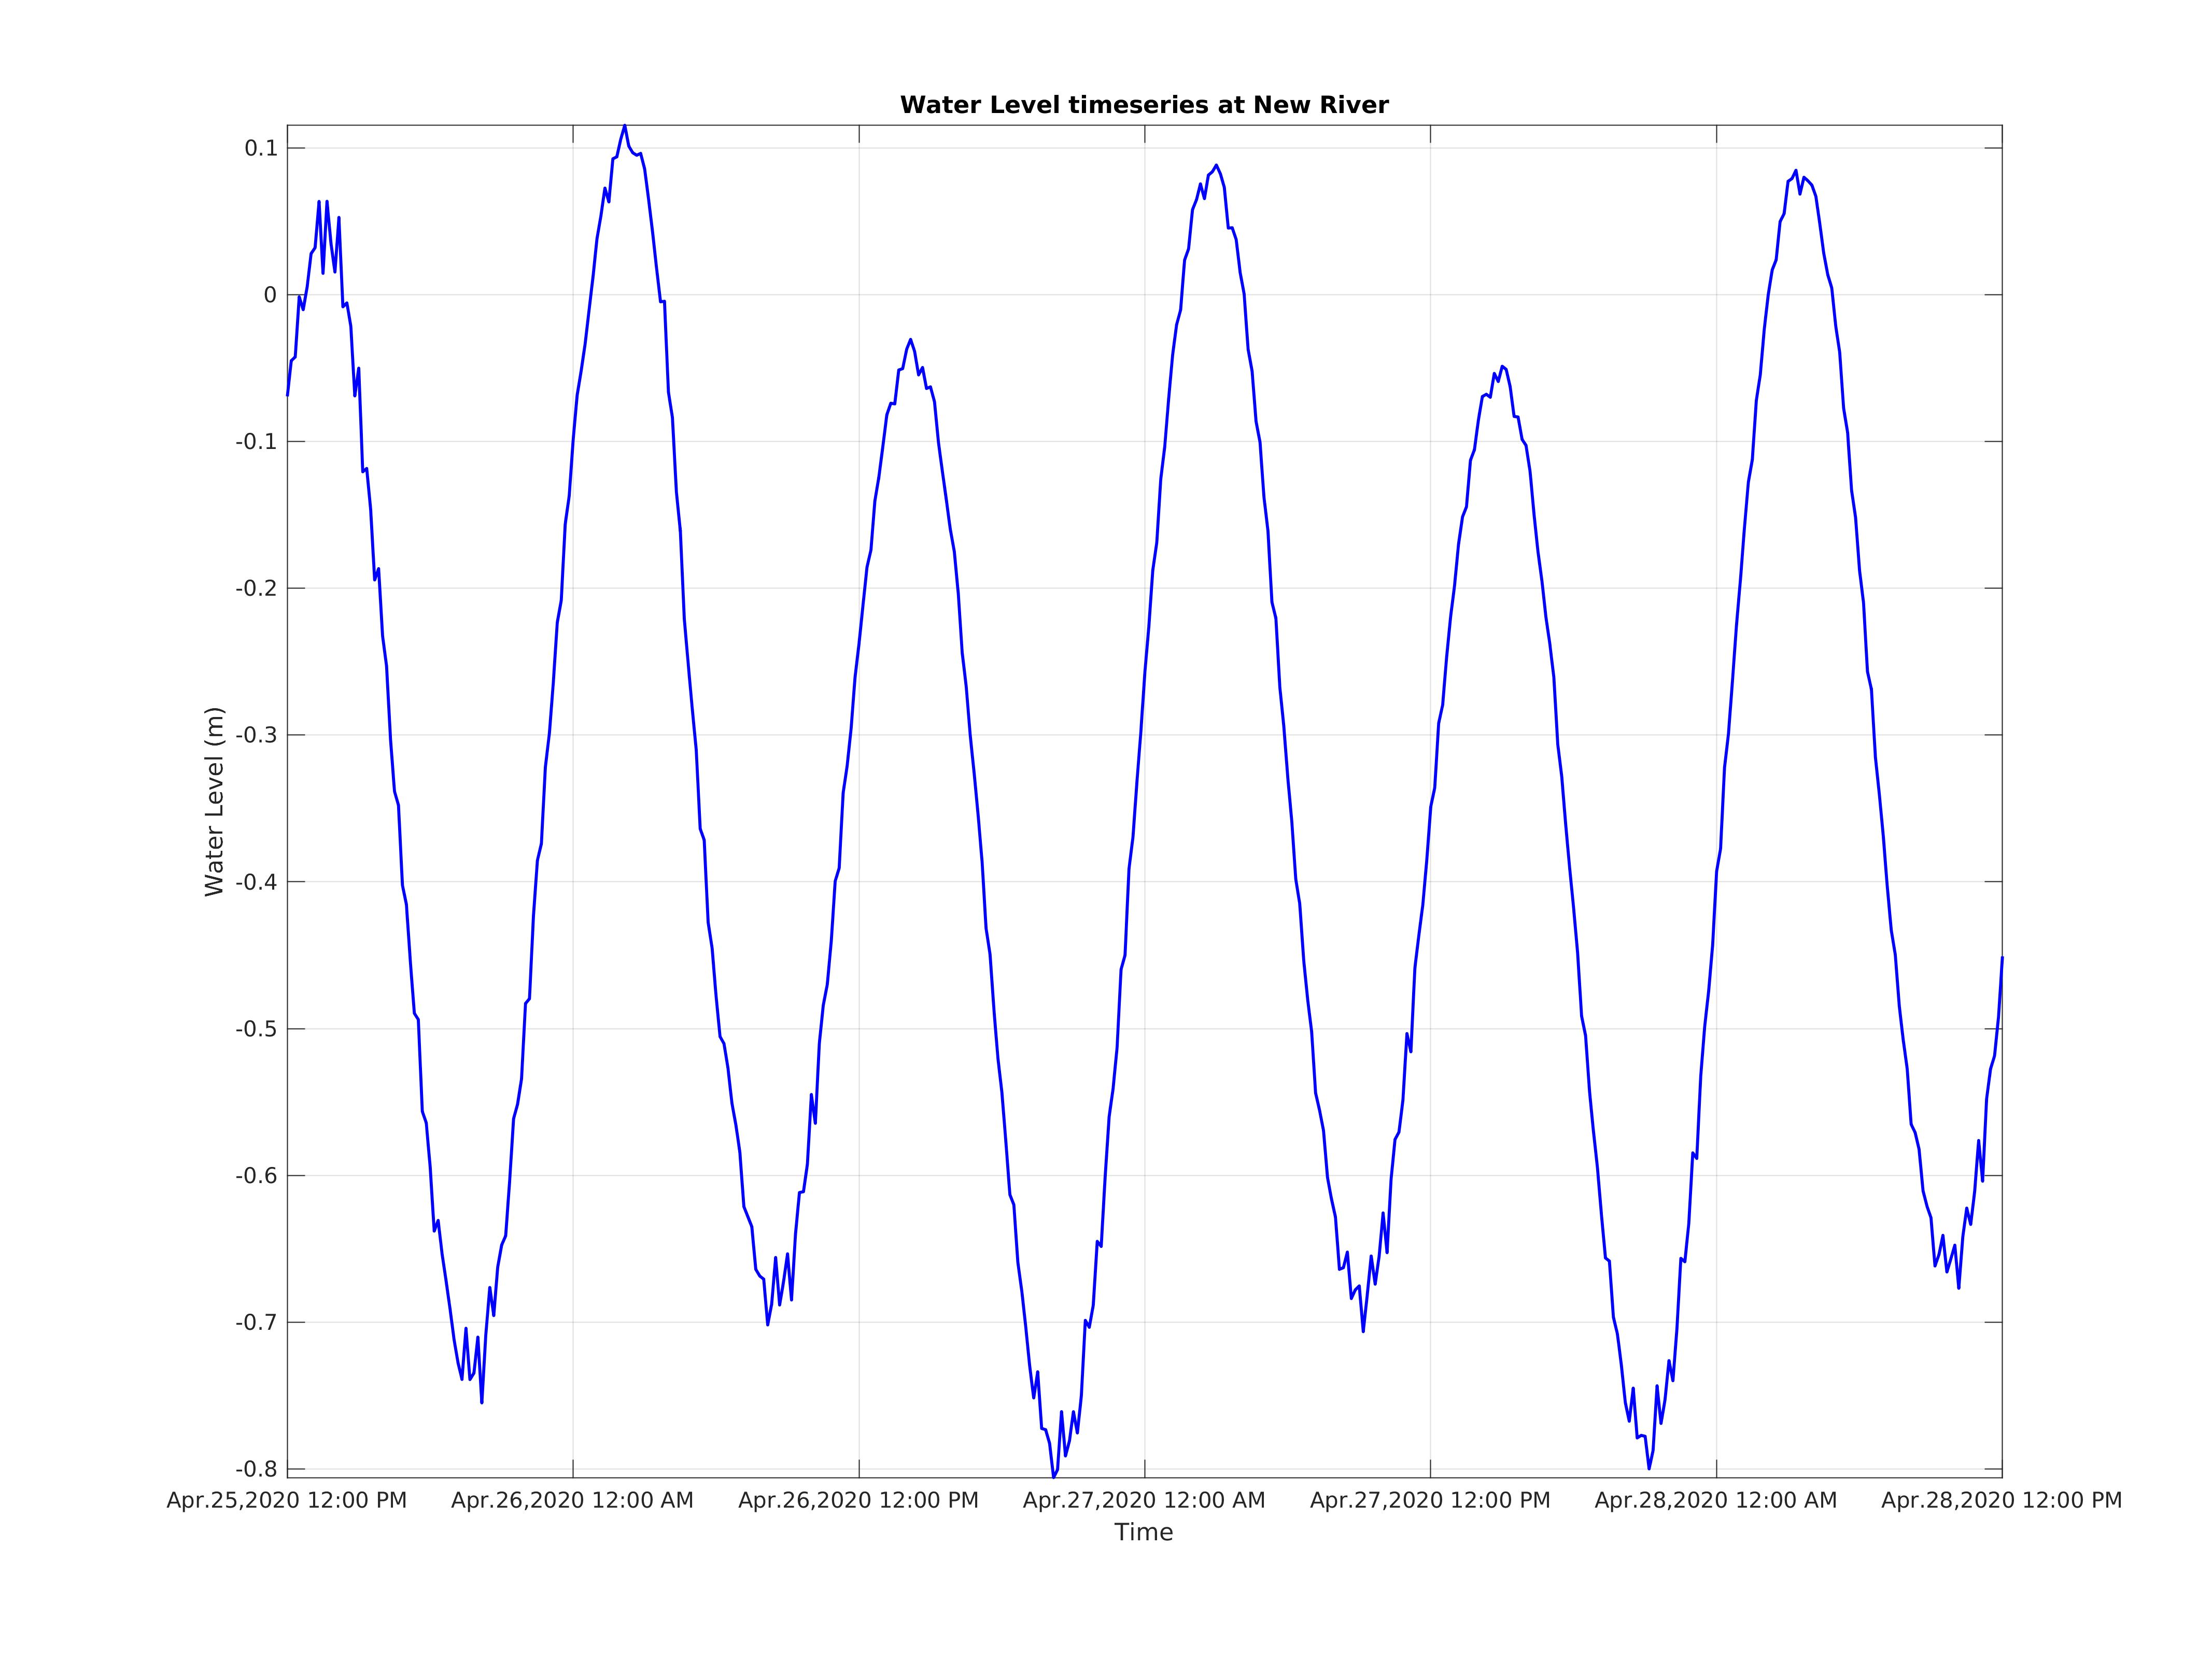 Water Level timeseries at New River
0.1
0
-0.1
-0.2
-0.3
-0.4
-0.5
-0.6
-0.7
-0.8
Water Level (m)
Apr.25,2020 12:00 PM
Apr.26,2020 12:00 AM
Apr.26,2020 12:00 PM
Apr.27,2020 12:00 AM
Apr.27,2020 12:00 PM
Apr.28,2020 12:00 AM
Apr.28,2020 12:00 PM
Time